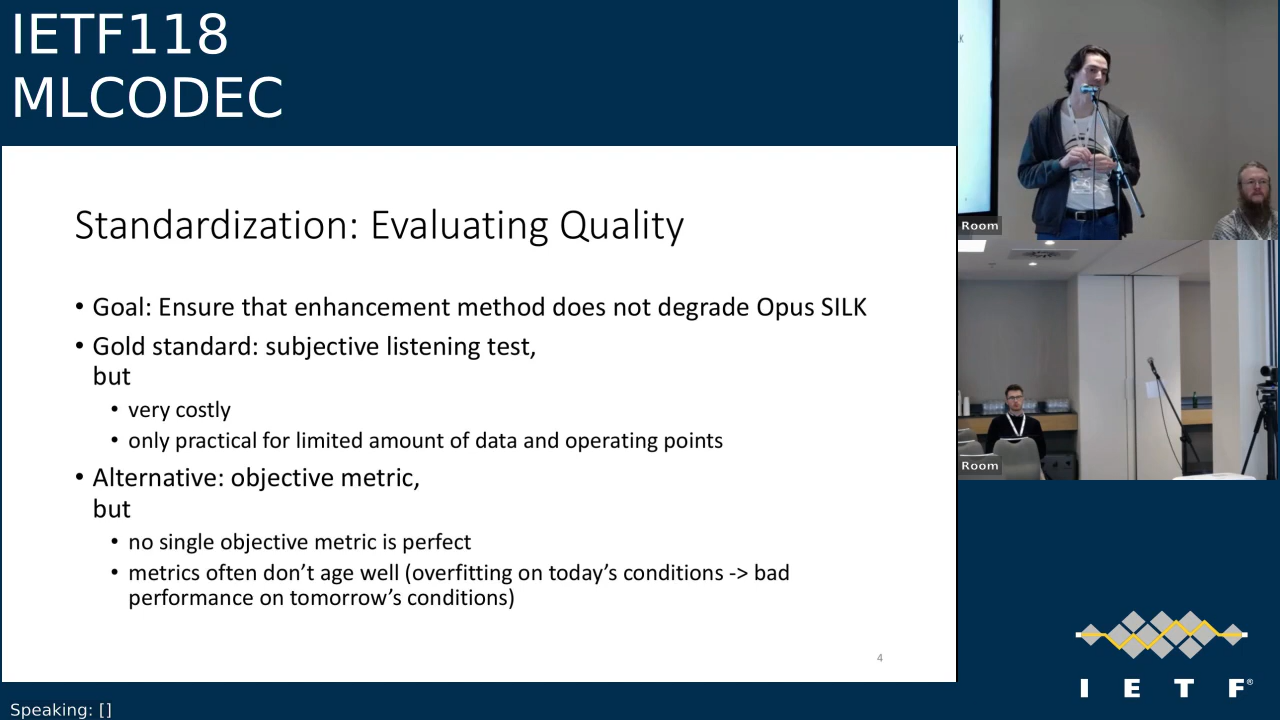 IETF118
MLCODEC
Standardization: Evaluating Quality
• Goal: Ensure that enhancement method does not degrade Opus SILK
• Gold standard: subjective listening test,
but
• very costly
• only practical for limited amount of data and operating points
• Alternative: objective metric,
but
• no single objective metric is perfect
• metrics often don’t age well (overfitting on today’s conditions -> bad
performance on tomorrow’s conditions)
4
Speaking: []
LK
Room
Room
I E T F®